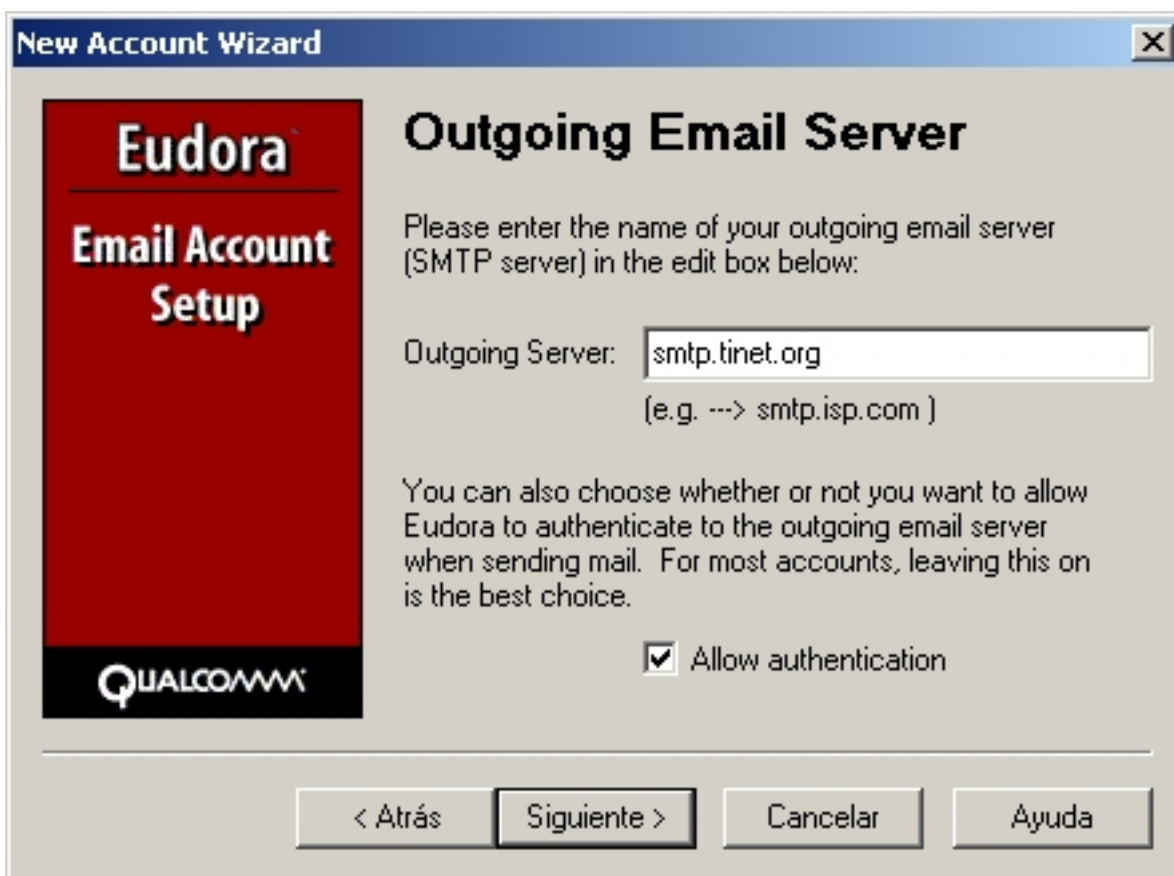 New Account Wizard
Eudora
Email Account
Setup
QUALCOMM
Outgoing Email Server
Please enter the name of your outgoing email server
(SMTP server) in the edit box below:
Outgoing Server: smtp.tinet.org
(e.g. ---> smtp.isp.com )
You can also choose whether or not you want to allow
Eudora to authenticate to the outgoing email server
when sending mail.  For most accounts, leaving this on
is the best choice.
Allow authentication
< Atrás Siguiente > Cancelar Ayuda